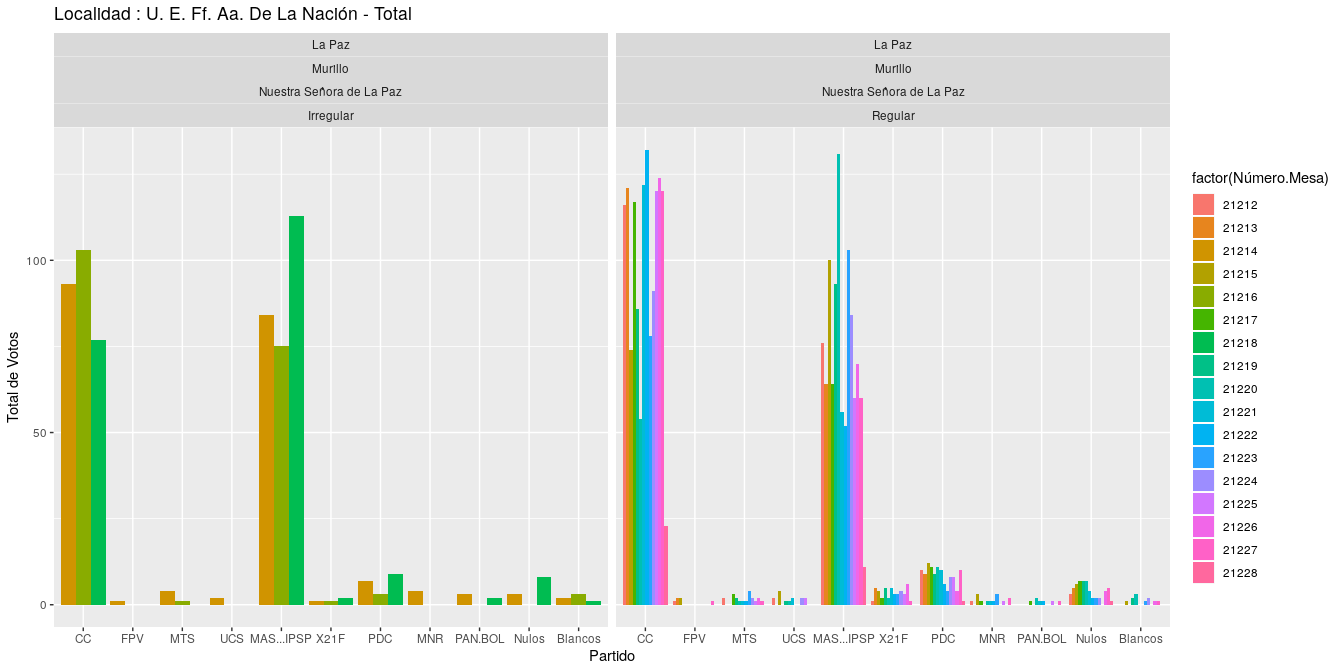 Localidad : U. E. Ff. Aa. De La Nación - Total
La Paz
Murillo
Nuestra Señora de La Paz
Irregular
La Paz
Murillo
Nuestra Señora de La Paz
Regular
Total de Votos
100
50
0
CC FPV MTS UCS MAS...IPSP X21F PDC MNR PAN.BOL Nulos Blancos
CC FPV MTS UCS MAS...IPSP X21F PDC MNR PAN.BOL Nulos Blancos
Partido
factor(Número.Mesa)
21212
21213
21214
21215
21216
21217
21218
21219
21220
21221
21222
21223
21224
21225
21226
21227
21228